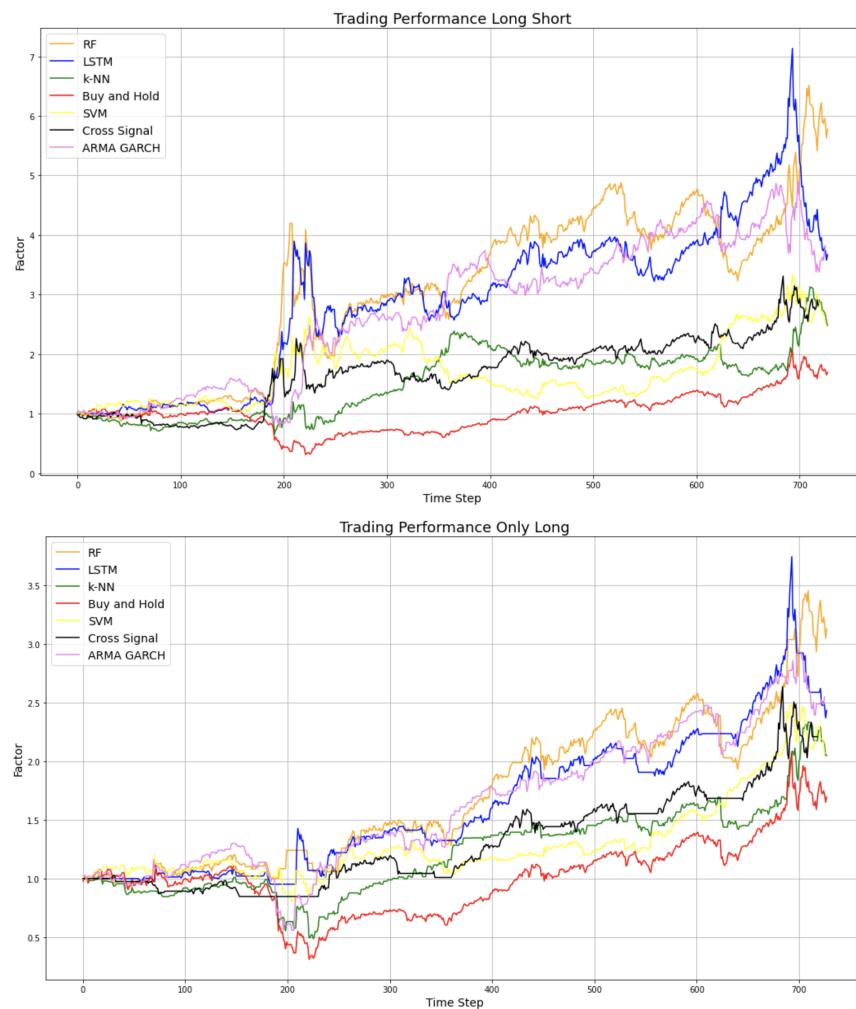 Trading Performance Long Short
RF
LSTM
k-NN
Buy and Hold
SVM
Cross Signal
ARMA GARCH
7
6
5
4
3
2
1
0
Factor
0 100 200 300 400 500 600 700
Time Step
Trading Performance Only Long
RF
LSTM
k-NN
Buy and Hold
SVM
Cross Signal
ARMA GARCH
3.5
3.0
2.5
2.0
1.5
1.0
0.5
Factor
0 100 200 300 400 500 600 700
Time Step